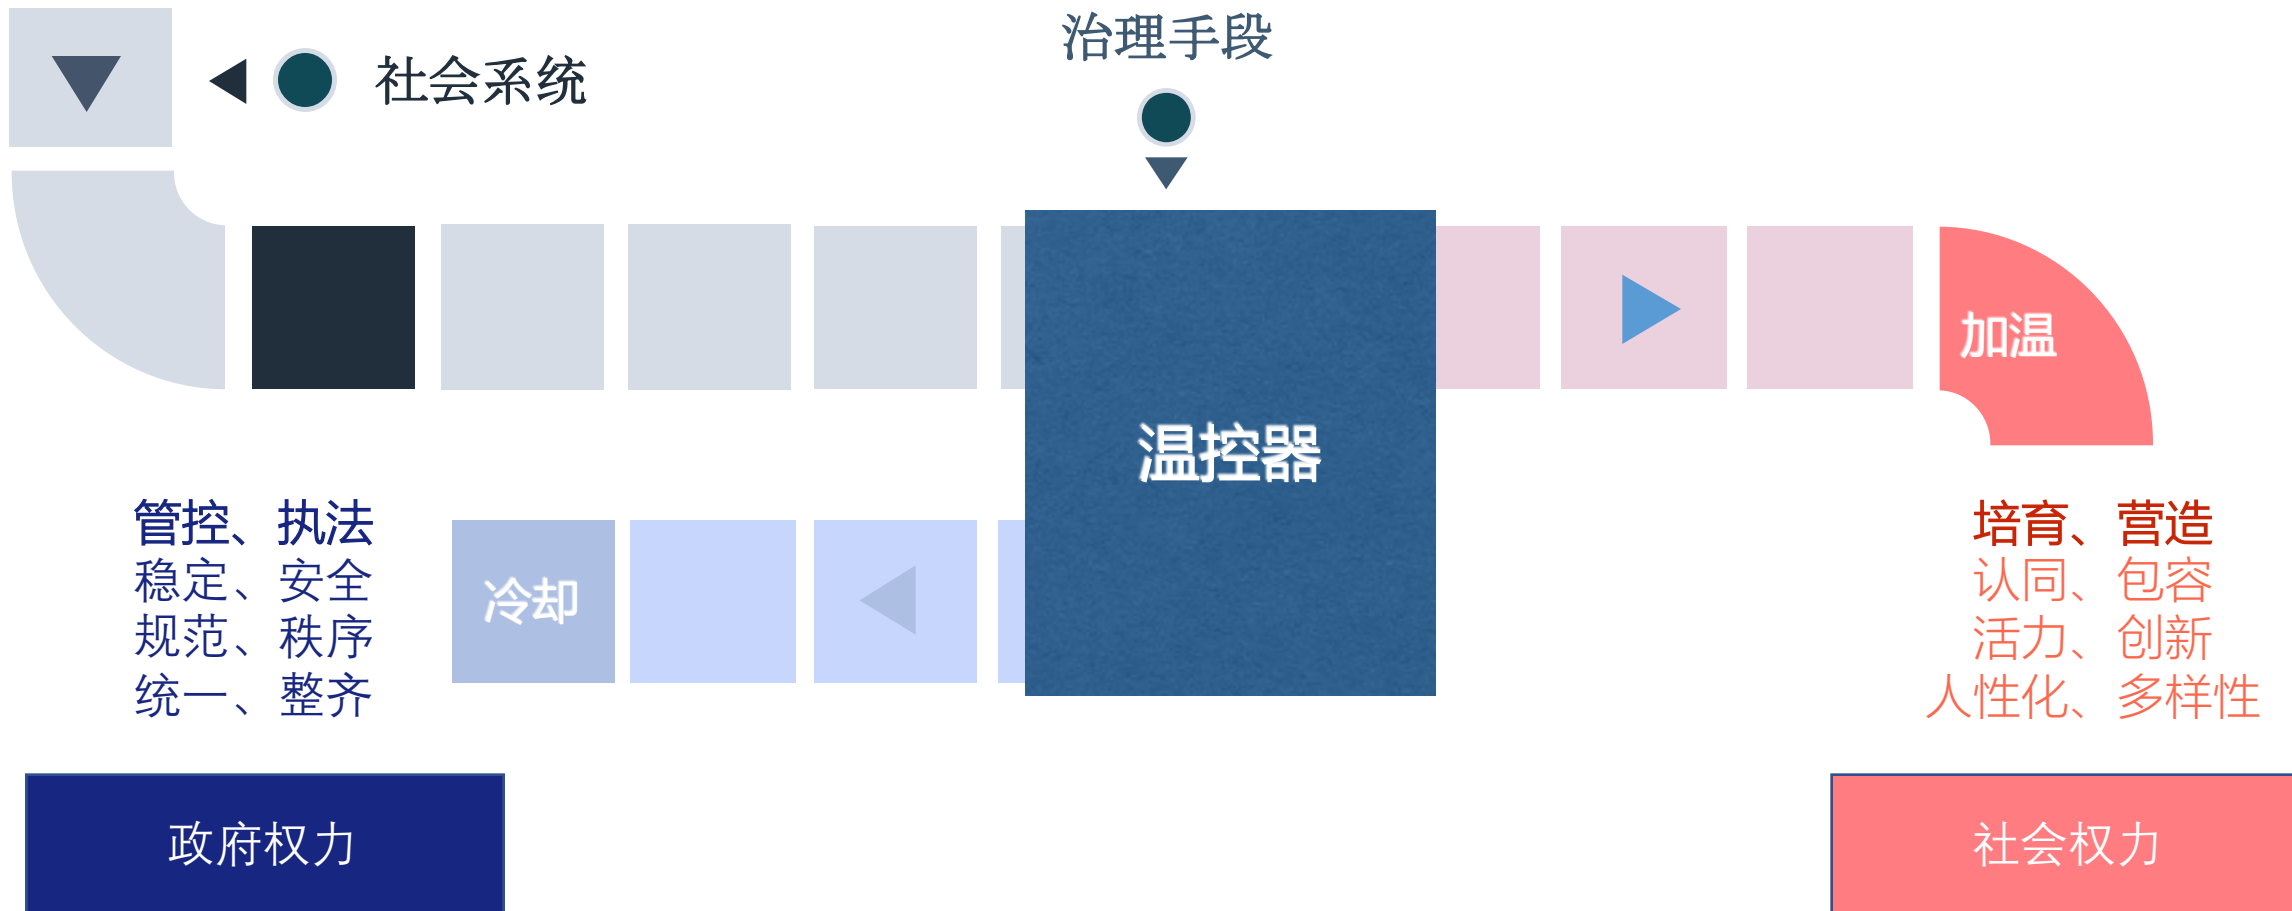 治理手段
社会系统
加温
温控器
冷却
管控、执法
稳定、安全
规范、秩序
统一、整齐
培育、营造
认同、包容
活力、创新
人性化、多样性
政府权力
社会权力